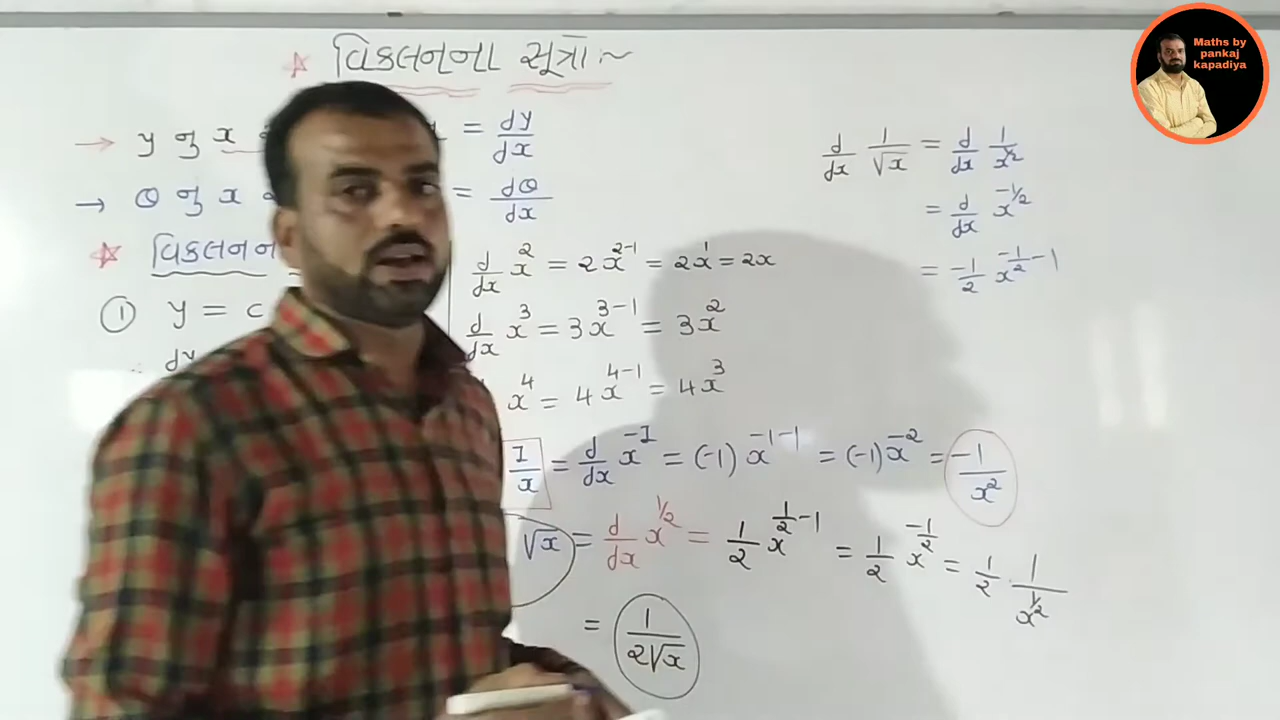 વિકલનના સૂત્રો ~
→ y નુ x = dy/dx
→ θ નુ x = dθ/dx
વિકલનન
① y = c
∴ dy
d/dx x² = 2x²⁻¹ = 2x¹ = 2x
d/dx x³ = 3x³⁻¹ = 3x²
x⁴ = 4x⁴⁻¹ = 4x³
1/x = d/dx x⁻¹ = (-1) x⁻¹⁻¹ = (-1) x⁻² = -1/x²
√x = d/dx x^1/2 = 1/2 x^(1/2 - 1) = 1/2 x^(-1/2) = 1/2 · 1/x^1/2
= 1/2√x
d/dx 1/√x = d/dx 1/x^1/2
= d/dx x^(-1/2)
= -1/2 x^(-1/2 - 1)
Maths by
pankaj
kapadiya